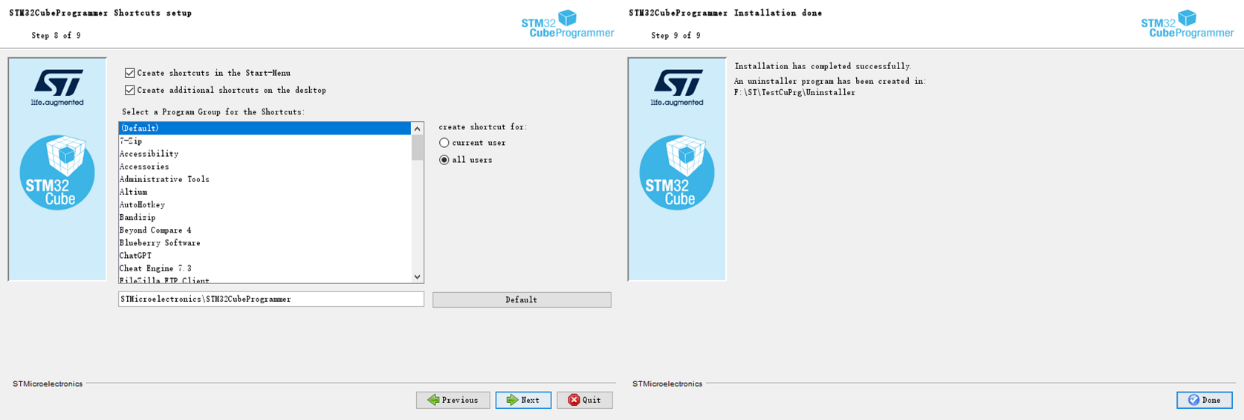 STM32CubeProgrammer Shortcuts setup
Step 8 of 9
STM32
CubeProgrammer
life.augmented
STM32
Cube
Create shortcuts in the Start-Menu
Create additional shortcuts on the desktop
Select a Program Group for the Shortcuts:
(Default)
7-Zip
Accessibility
Accessories
Administrative Tools
Altium
AutoHotkey
Bandizip
Beyond Compare 4
Blueberry Software
ChatGPT
Cheat Engine 7.3
FileZilla FTP Client
create shortcut for:
current user
all users
STMicroelectronics\STM32CubeProgrammer
Default
STMicroelectronics
Previous
Next
Quit
STM32CubeProgrammer Installation done
Step 9 of 9
STM32
CubeProgrammer
life.augmented
STM32
Cube
Installation has completed successfully.
An uninstaller program has been created in:
F:\ST\TestCuPrg\Uninstaller
STMicroelectronics
Done